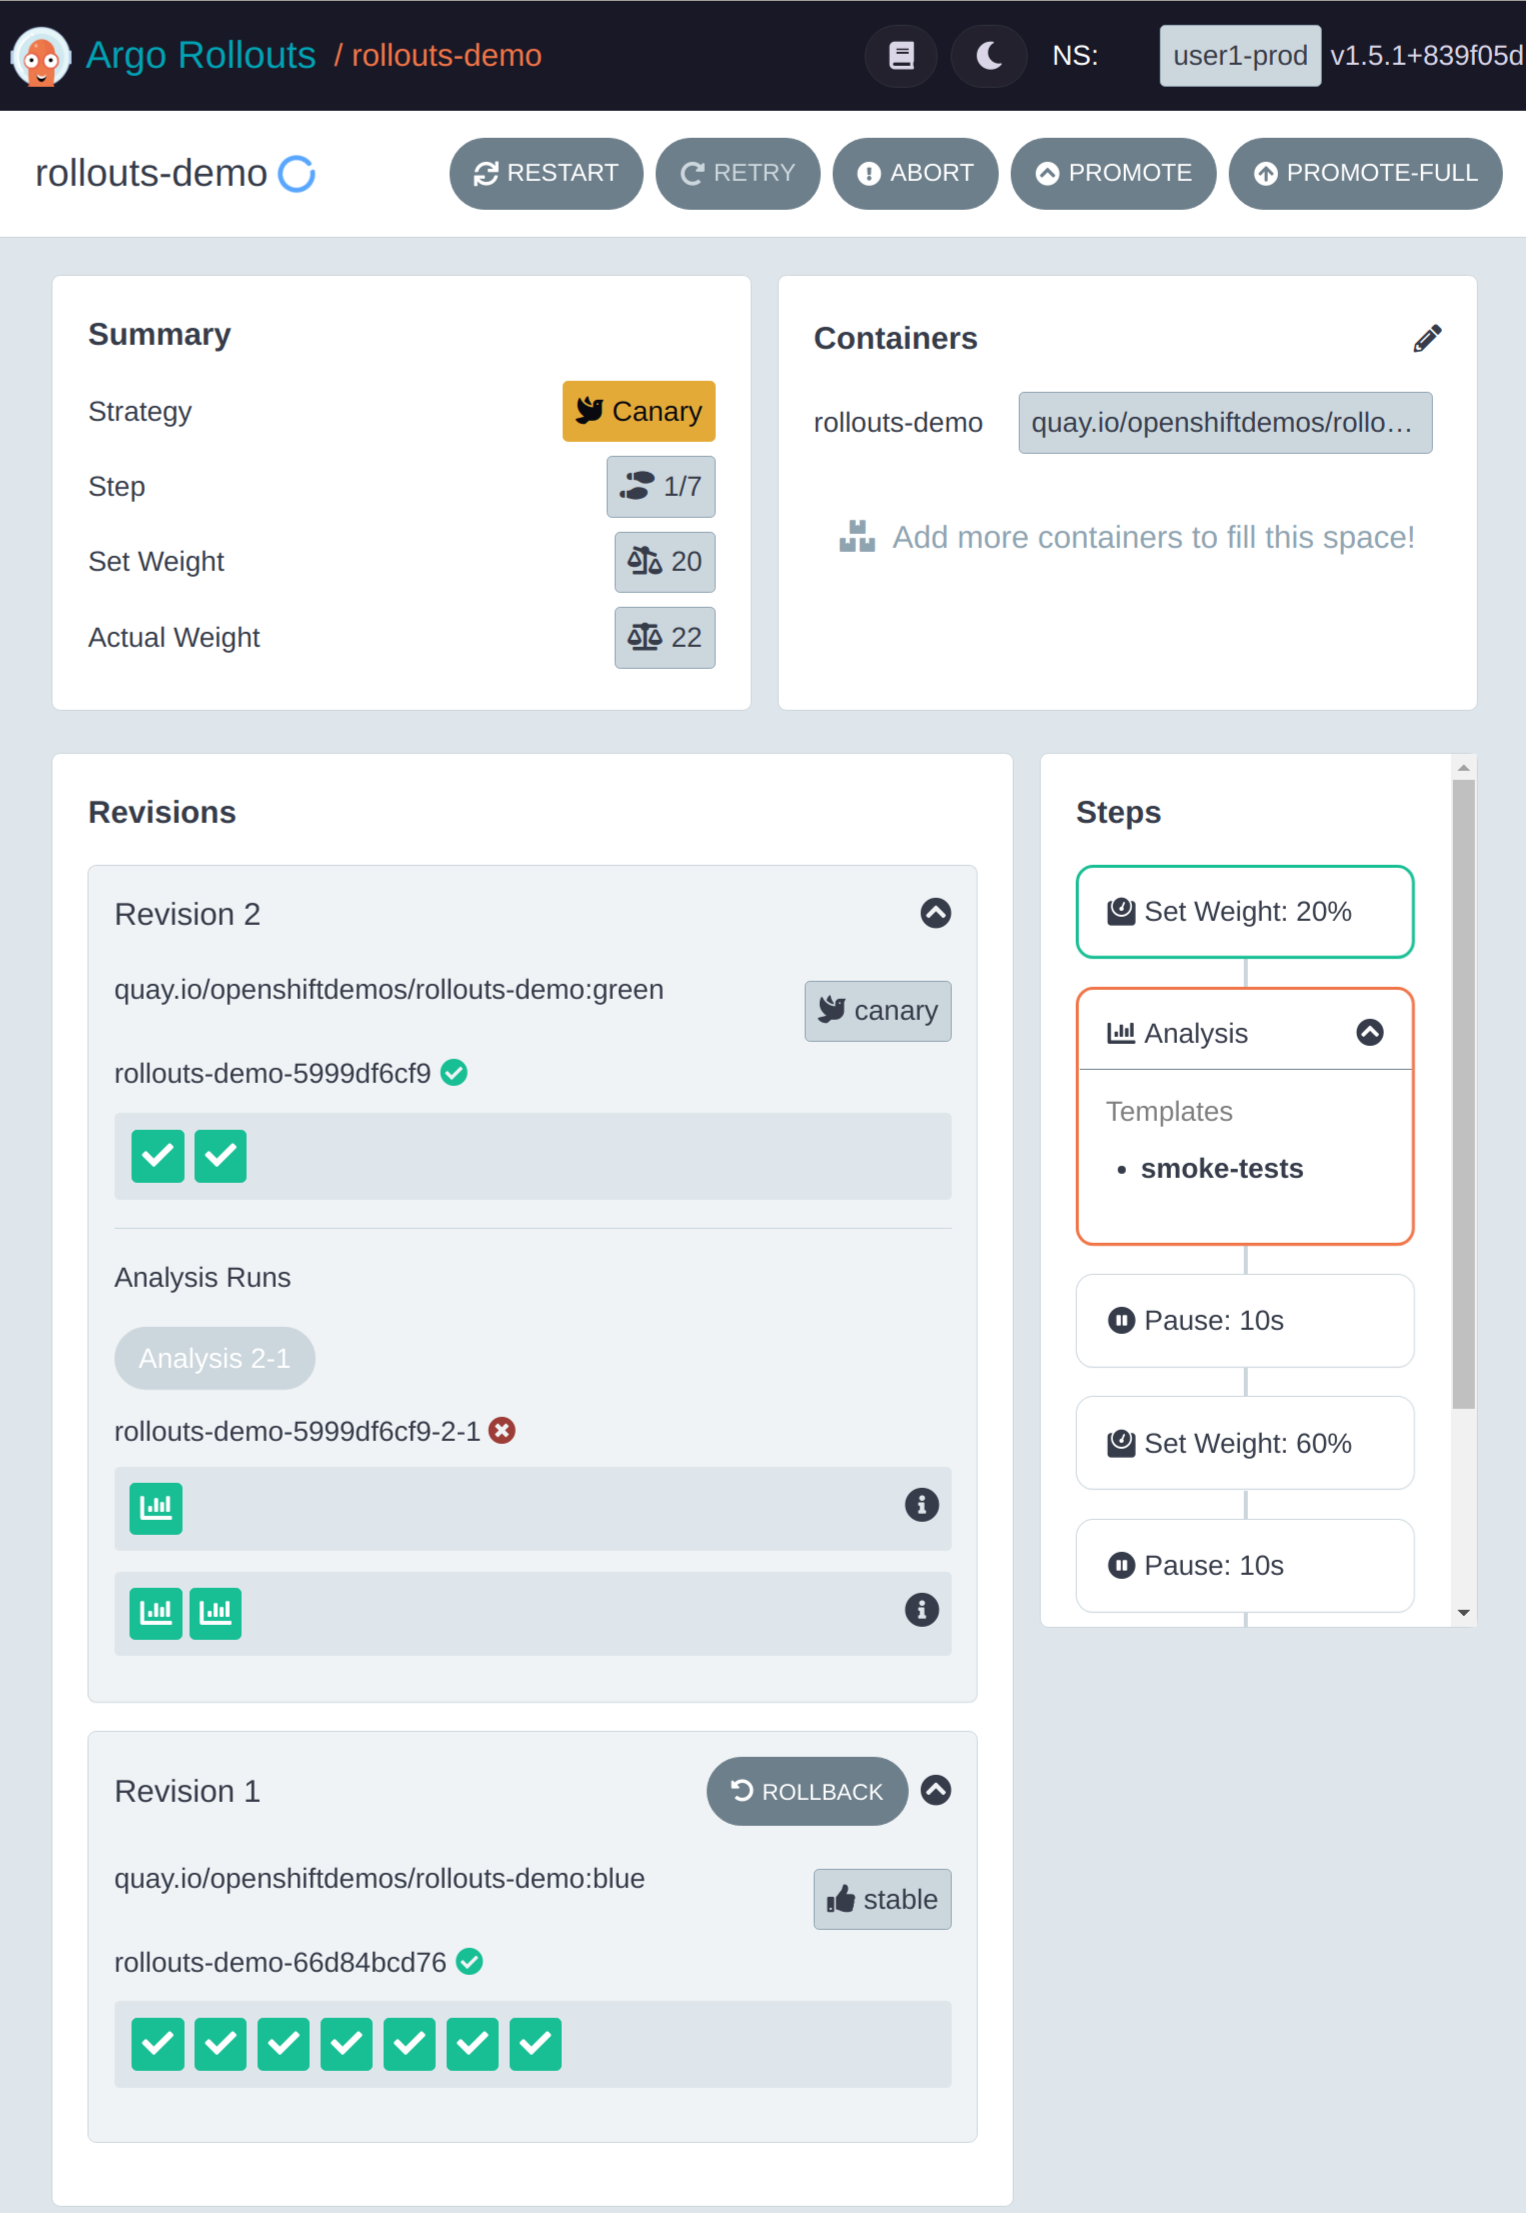 Argo Rollouts / rollouts-demo NS: user1-prod v1.5.1+839f05d
rollouts-demo RESTART RETRY ABORT PROMOTE PROMOTE-FULL
Summary
Strategy Canary
Step 1/7
Set Weight 20
Actual Weight 22
Containers
rollouts-demo quay.io/openshiftdemos/rollo...
Add more containers to fill this space!
Revisions
Revision 2
quay.io/openshiftdemos/rollouts-demo:green
canary
rollouts-demo-5999df6cf9
Analysis Runs
Analysis 2-1
rollouts-demo-5999df6cf9-2-1
Revision 1 ROLLBACK
quay.io/openshiftdemos/rollouts-demo:blue
stable
rollouts-demo-66d84bcd76
Steps
Set Weight: 20%
Analysis
Templates
• smoke-tests
Pause: 10s
Set Weight: 60%
Pause: 10s